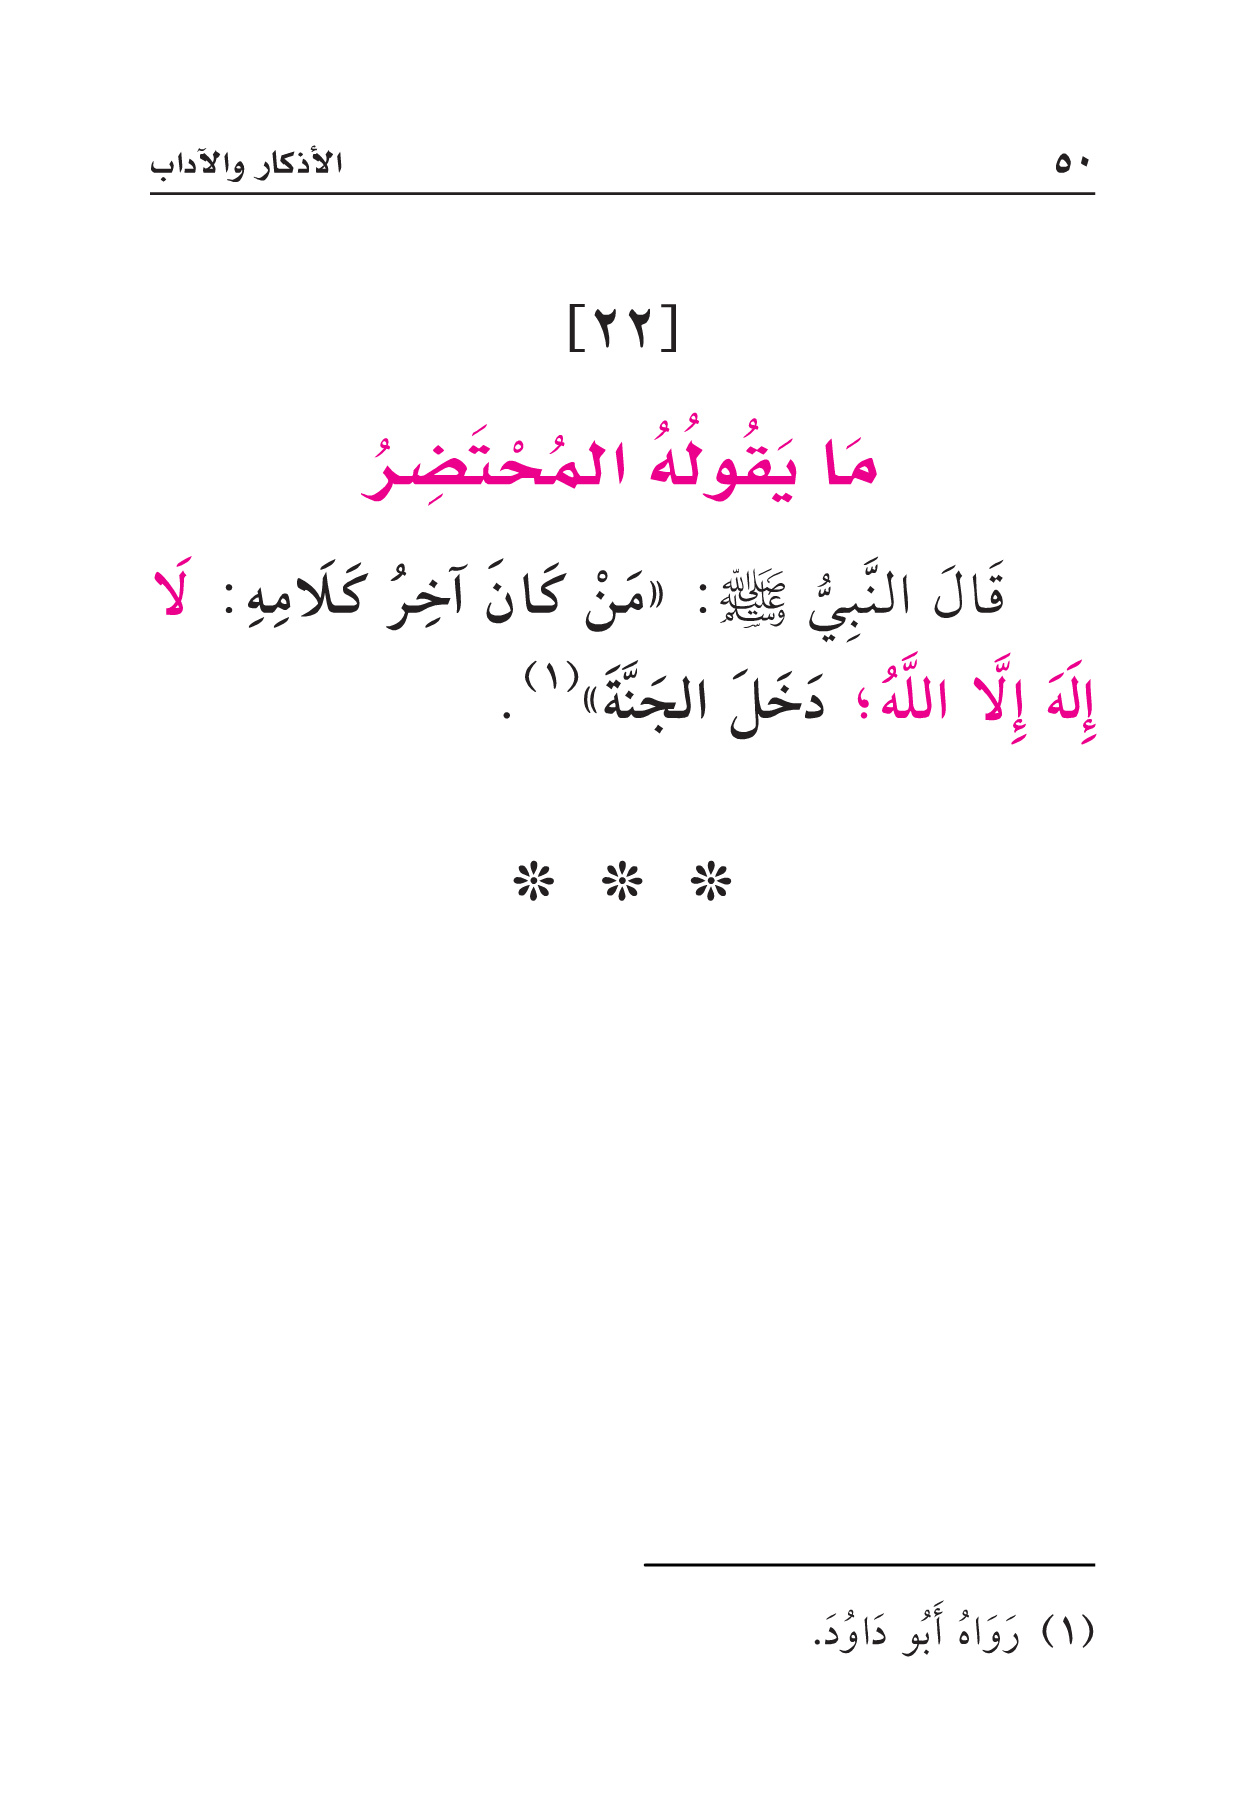 ٥٠ الأذكار والآداب
[٢٢]
مَا يَقُولُهُ المُحْتَضِرُ
قَالَ النَّبِيُّ ﷺ: «مَنْ كَانَ آخِرُ كَلَامِهِ: لَا
إِلَهَ إِلَّا اللَّهُ؛ دَخَلَ الجَنَّةَ»(١).
(١) رَوَاهُ أَبُو دَاوُدَ.